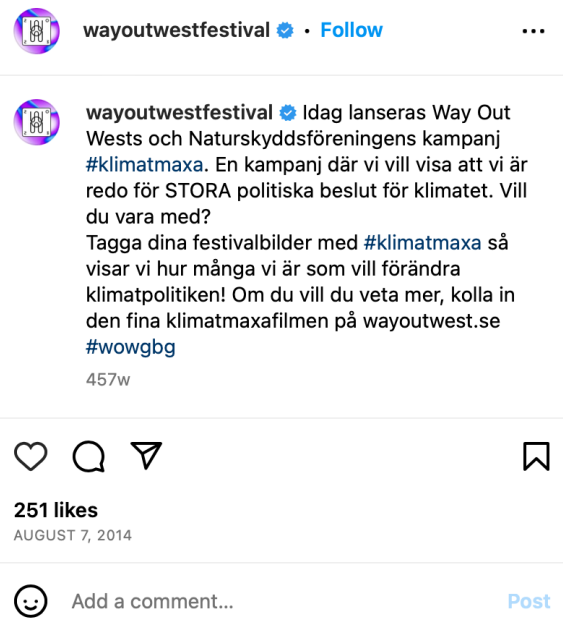 wayoutwestfestival • Follow
wayoutwestfestival Idag lanseras Way Out
Wests och Naturskyddsföreningens kampanj
#klimatmaxa. En kampanj där vi vill visa att vi är
redo för STORA politiska beslut för klimatet. Vill
du vara med?
Tagga dina festivalbilder med #klimatmaxa så
visar vi hur många vi är som vill förändra
klimatpolitiken! Om du vill du veta mer, kolla in
den fina klimatmaxafilmen på wayoutwest.se
#wowgbg
457w
251 likes
AUGUST 7, 2014
Add a comment...
Post